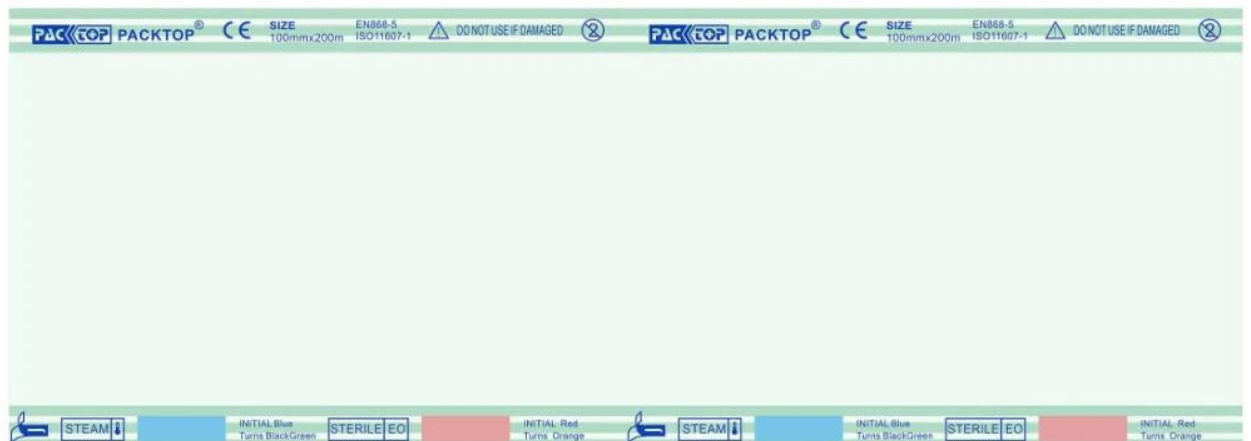 PACKTOP PACKTOP® CE SIZE EN868-5 DO NOT USE IF DAMAGED 2 PACKTOP PACKTOP® CE SIZE EN868-5 DO NOT USE IF DAMAGED 2
100mmx200m ISO11607-1 100mmx200m ISO11607-1
STEAM INITIAL Blue STERILE EO INITIAL Red STEAM INITIAL Blue STERILE EO INITIAL Red
Turns BlackGreen Turns Orange Turns BlackGreen Turns Orange